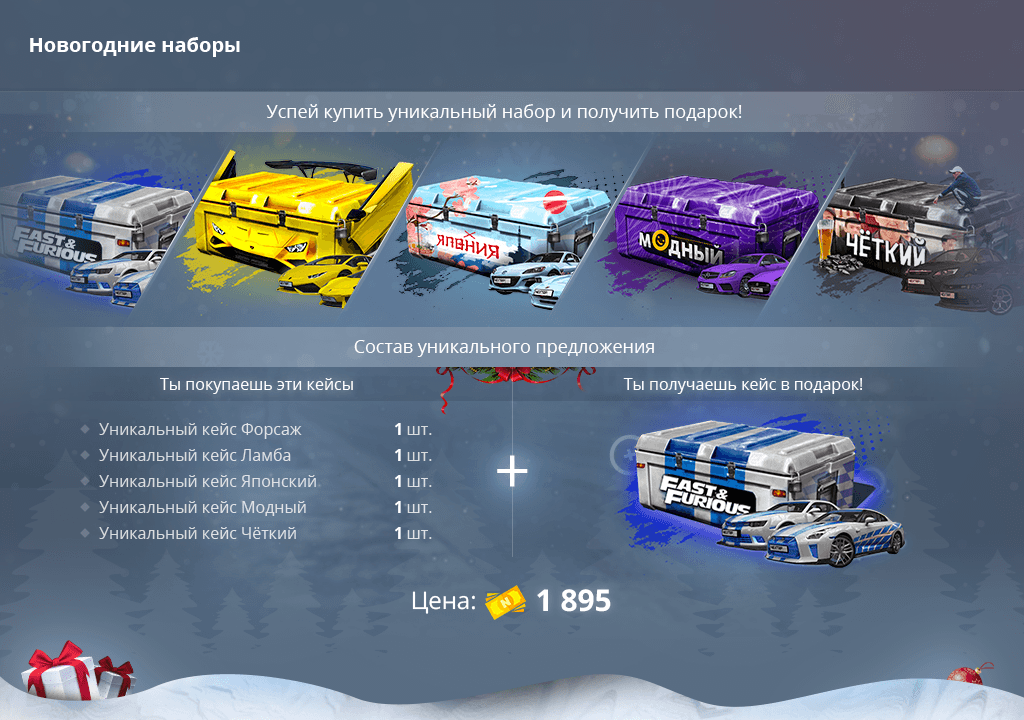 Новогодние наборы
Успей купить уникальный набор и получить подарок!
FAST &
FURIOUS
МОДНЫЙ
ЧЁТКИЙ
Состав уникального предложения
Ты покупаешь эти кейсы
Ты получаешь кейс в подарок!
Уникальный кейс Форсаж 1 шт.
Уникальный кейс Ламба 1 шт.
Уникальный кейс Японский 1 шт.
Уникальный кейс Модный 1 шт.
Уникальный кейс Чёткий 1 шт.
+
FAST &
FURIOUS
Цена: N 1 895